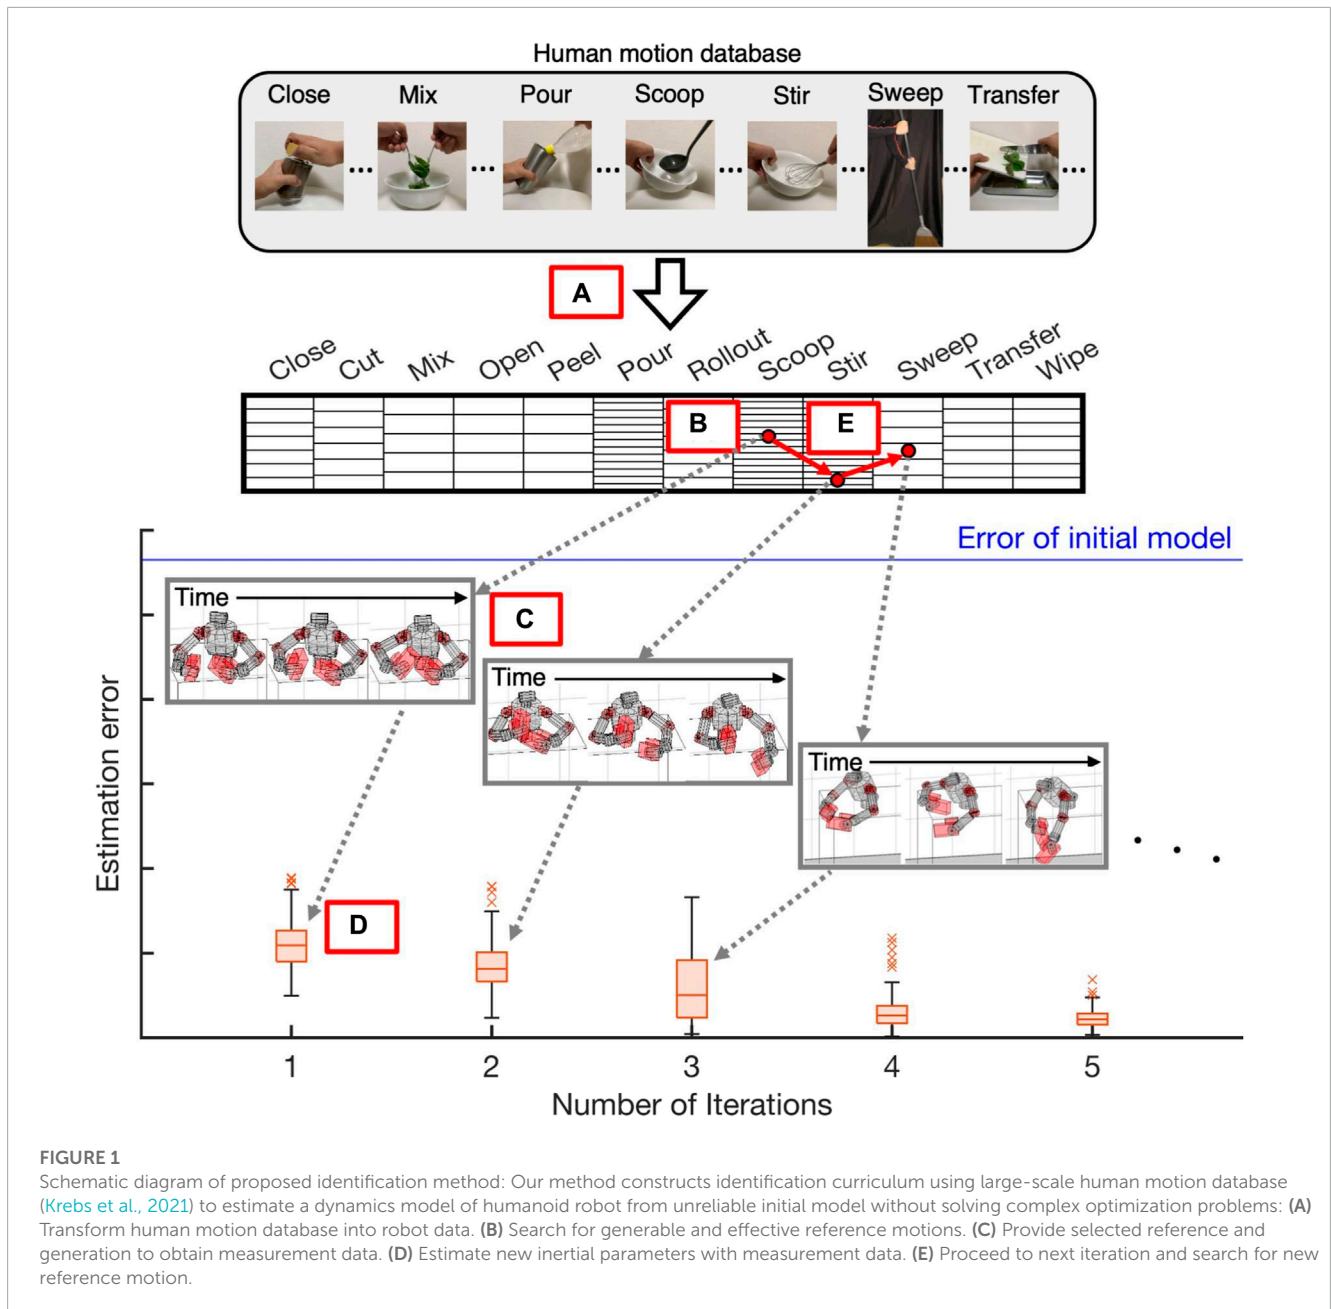 Human motion database
Close Mix Pour Scoop Stir Sweep Transfer
A
Close Cut Mix Open Peel Pour Rollout Scoop Stir Sweep Transfer Wipe
B E
Error of initial model
Time
C
Time
Time
Estimation error
D
1 2 3 4 5
Number of Iterations
FIGURE 1
Schematic diagram of proposed identification method: Our method constructs identification curriculum using large-scale human motion database
(Krebs et al., 2021) to estimate a dynamics model of humanoid robot from unreliable initial model without solving complex optimization problems: (A)
Transform human motion database into robot data. (B) Search for generable and effective reference motions. (C) Provide selected reference and
generation to obtain measurement data. (D) Estimate new inertial parameters with measurement data. (E) Proceed to next iteration and search for new
reference motion.